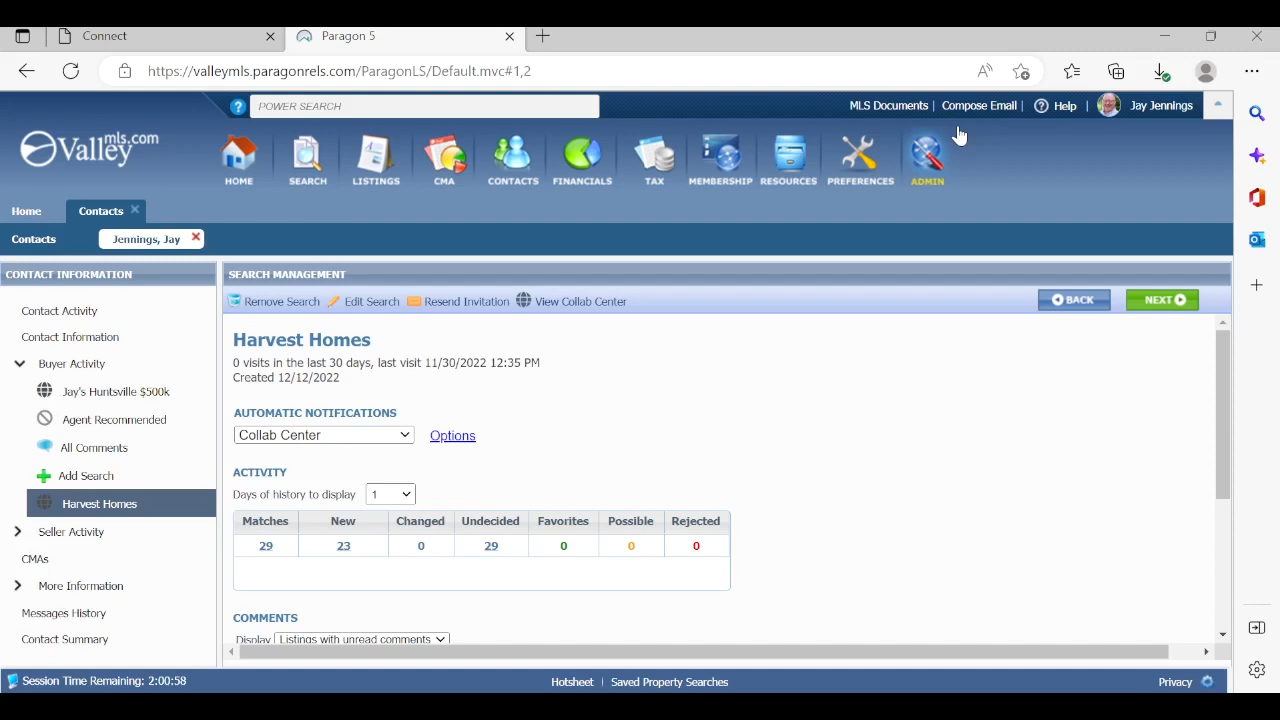 Connect
Paragon 5
https://valleymls.paragonrels.com/ParagonLS/Default.mvc#1,2
POWER SEARCH
MLS Documents | Compose Email | Help | Jay Jennings
Valleymls.com
HOME SEARCH LISTINGS CMA CONTACTS FINANCIALS TAX MEMBERSHIP RESOURCES PREFERENCES ADMIN
Home Contacts
Contacts Jennings, Jay
CONTACT INFORMATION
Contact Activity
Contact Information
Buyer Activity
Jay's Huntsville $500k
Agent Recommended
All Comments
Add Search
Harvest Homes
Seller Activity
CMAs
More Information
Messages History
Contact Summary
SEARCH MANAGEMENT
Remove Search Edit Search Resend Invitation View Collab Center BACK NEXT
Harvest Homes
0 visits in the last 30 days, last visit 11/30/2022 12:35 PM
Created 12/12/2022
AUTOMATIC NOTIFICATIONS
Collab Center Options
ACTIVITY
Days of history to display 1
Matches New Changed Undecided Favorites Possible Rejected
29 23 0 29 0 0 0
COMMENTS
Display Listings with unread comments
Session Time Remaining: 2:00:58 Hotsheet | Saved Property Searches Privacy